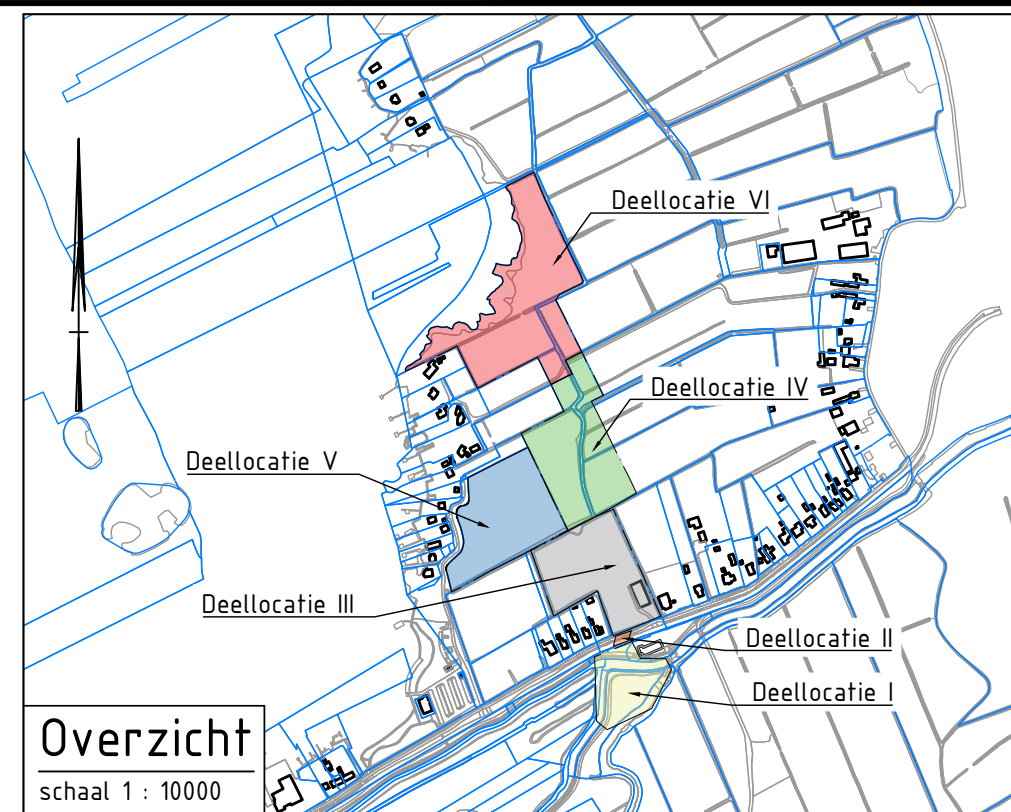 Deellocatie VI
Deellocatie IV
Deellocatie V
Deellocatie III
Deellocatie II
Deellocatie I
Overzicht
schaal 1 : 10000